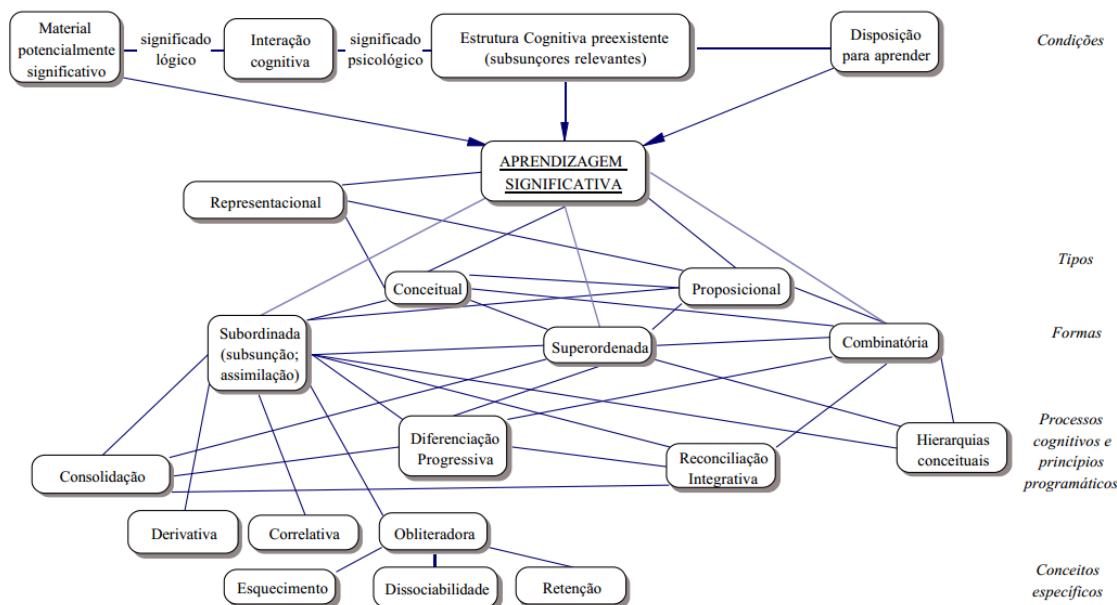 Material
potencialmente
significativo
significado
lógico
Interação
cognitiva
significado
psicológico
Estrutura Cognitiva preexistente
(subsunçores relevantes)
Disposição
para aprender
Condições
APRENDIZAGEM
SIGNIFICATIVA
Representacional
Tipos
Conceitual
Proposicional
Subordinada
(subsunção;
assimilação)
Superordenada
Combinatória
Formas
Consolidação
Diferenciação
Progressiva
Reconciliação
Integrativa
Hierarquias
conceituais
Processos
cognitivos e
princípios
programáticos
Derivativa
Correlativa
Obliteradora
Esquecimento
Dissociabilidade
Retenção
Conceitos
específicos